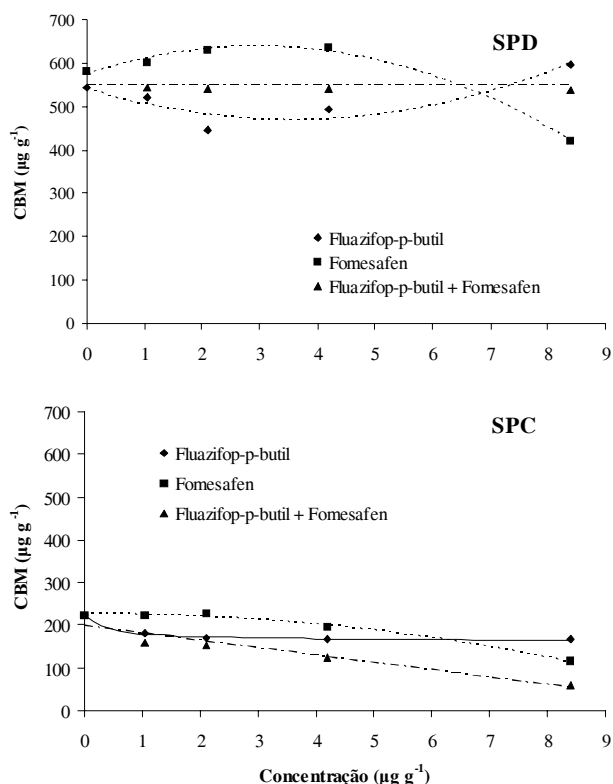 SPD
700
600
500
400
300
200
100
0
CBM (µg g⁻¹)
Fluazifop-p-butil
Fomesafen
Fluazifop-p-butil + Fomesafen
0 1 2 3 4 5 6 7 8 9
SPC
700
600
500
400
300
200
100
0
CBM (µg g⁻¹)
Fluazifop-p-butil
Fomesafen
Fluazifop-p-butil + Fomesafen
0 1 2 3 4 5 6 7 8 9
Concentração (µg g⁻¹)